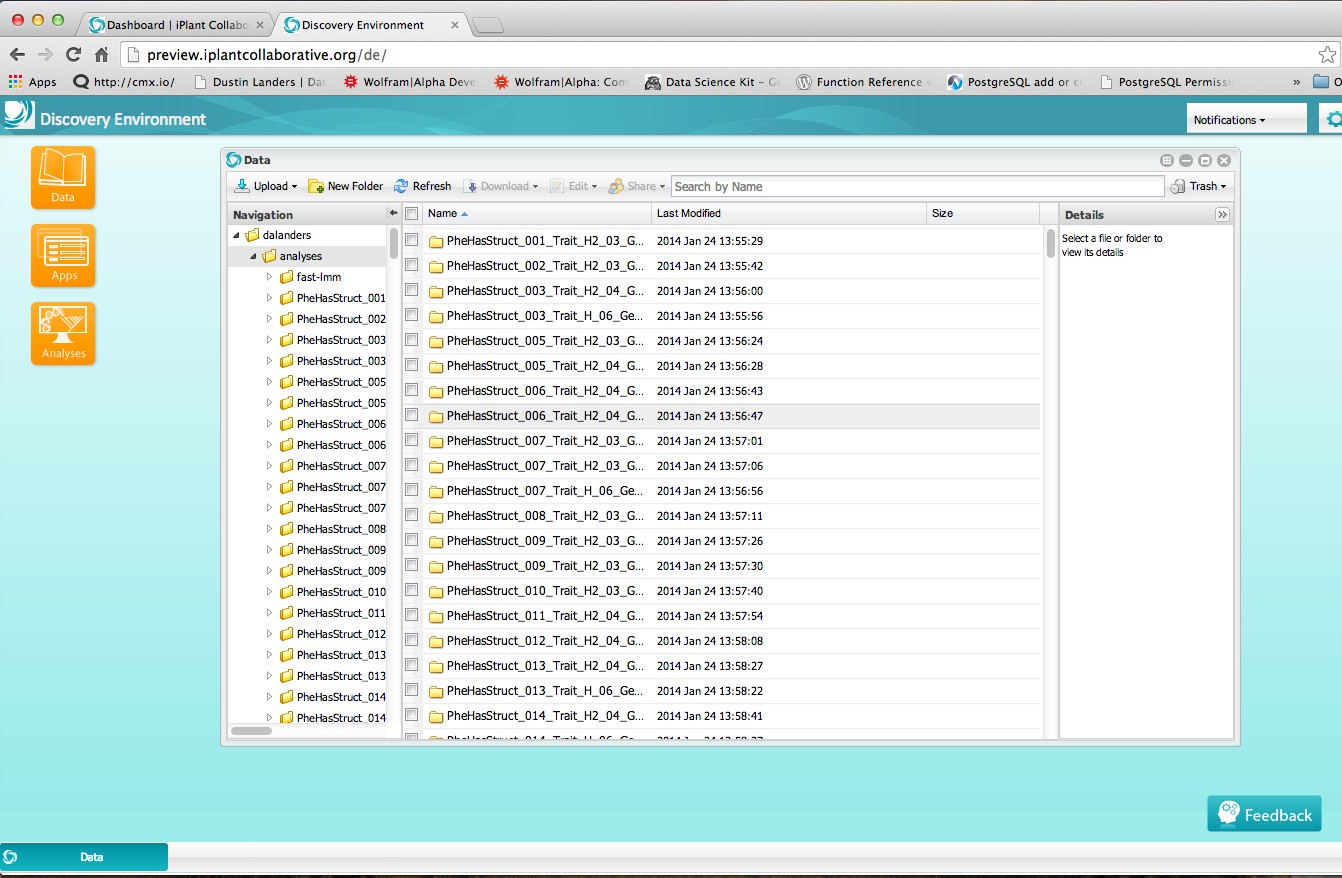 Dashboard | iPlant Collabo
Discovery Environment
preview.iplantcollaborative.org/de/
Apps
http://cmx.io/
Dustin Landers | Dat
Wolfram|Alpha Deve
Wolfram|Alpha: Com
Data Science Kit – Go
Function Reference «
PostgreSQL add or c
PostgreSQL Permissi
»
Discovery Environment
Notifications
Data
Apps
Analyses
Data
Upload
New Folder
Refresh
Download
Edit
Share
Search by Name
Trash
Navigation
dalanders
analyses
fast-lmm
PheHasStruct_001
PheHasStruct_002
PheHasStruct_003
PheHasStruct_003
PheHasStruct_005
PheHasStruct_005
PheHasStruct_006
PheHasStruct_006
PheHasStruct_007
PheHasStruct_007
PheHasStruct_007
PheHasStruct_008
PheHasStruct_009
PheHasStruct_009
PheHasStruct_010
PheHasStruct_011
PheHasStruct_012
PheHasStruct_013
PheHasStruct_013
PheHasStruct_014
PheHasStruct_014
Name Last Modified Size
PheHasStruct_001_Trait_H2_03_G... 2014 Jan 24 13:55:29
PheHasStruct_002_Trait_H2_03_G... 2014 Jan 24 13:55:42
PheHasStruct_003_Trait_H2_04_G... 2014 Jan 24 13:56:00
PheHasStruct_003_Trait_H_06_Ge... 2014 Jan 24 13:55:56
PheHasStruct_005_Trait_H2_03_G... 2014 Jan 24 13:56:24
PheHasStruct_005_Trait_H2_04_G... 2014 Jan 24 13:56:28
PheHasStruct_006_Trait_H2_03_G... 2014 Jan 24 13:56:43
PheHasStruct_006_Trait_H2_04_G... 2014 Jan 24 13:56:47
PheHasStruct_007_Trait_H2_03_G... 2014 Jan 24 13:57:01
PheHasStruct_007_Trait_H2_03_G... 2014 Jan 24 13:57:06
PheHasStruct_007_Trait_H_06_Ge... 2014 Jan 24 13:56:56
PheHasStruct_008_Trait_H2_03_G... 2014 Jan 24 13:57:11
PheHasStruct_009_Trait_H2_03_G... 2014 Jan 24 13:57:26
PheHasStruct_009_Trait_H2_03_G... 2014 Jan 24 13:57:30
PheHasStruct_010_Trait_H2_03_G... 2014 Jan 24 13:57:40
PheHasStruct_011_Trait_H2_04_G... 2014 Jan 24 13:57:54
PheHasStruct_012_Trait_H2_04_G... 2014 Jan 24 13:58:08
PheHasStruct_013_Trait_H2_04_G... 2014 Jan 24 13:58:27
PheHasStruct_013_Trait_H_06_Ge... 2014 Jan 24 13:58:22
PheHasStruct_014_Trait_H2_04_G... 2014 Jan 24 13:58:41
Details
Select a file or folder to
view its details
Feedback
Data